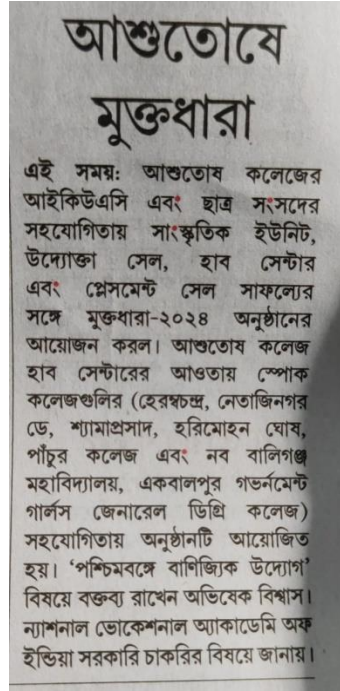 আশুতোষে
মুক্তধারা
এই সময়: আশুতোষ কলেজের
আইকিউএসি এবং ছাত্র সংসদের
সহযোগিতায় সাংস্কৃতিক ইউনিট,
উদ্যোক্তা সেল, হাব সেন্টার
এবং প্লেসমেন্ট সেল সাফল্যের
সঙ্গে মুক্তধারা-২০২৪ অনুষ্ঠানের
আয়োজন করল। আশুতোষ কলেজ
হাব সেন্টারের আওতায় স্পোক
কলেজগুলির (হেরম্বচন্দ্র, নেতাজিনগর
ডে, শ্যামাপ্রসাদ, হরিমোহন ঘোষ,
পাঁচুর কলেজ এবং নব বালিগঞ্জ
মহাবিদ্যালয়, একবালপুর গভর্নমেন্ট
গার্লস জেনারেল ডিগ্রি কলেজ)
সহযোগিতায় অনুষ্ঠানটি আয়োজিত
হয়। ‘পশ্চিমবঙ্গে বাণিজ্যিক উদ্যোগ’
বিষয়ে বক্তব্য রাখেন অভিষেক বিশ্বাস।
ন্যাশনাল ভোকেশনাল অ্যাকাডেমি অফ
ইন্ডিয়া সরকারি চাকরির বিষয়ে জানায়।